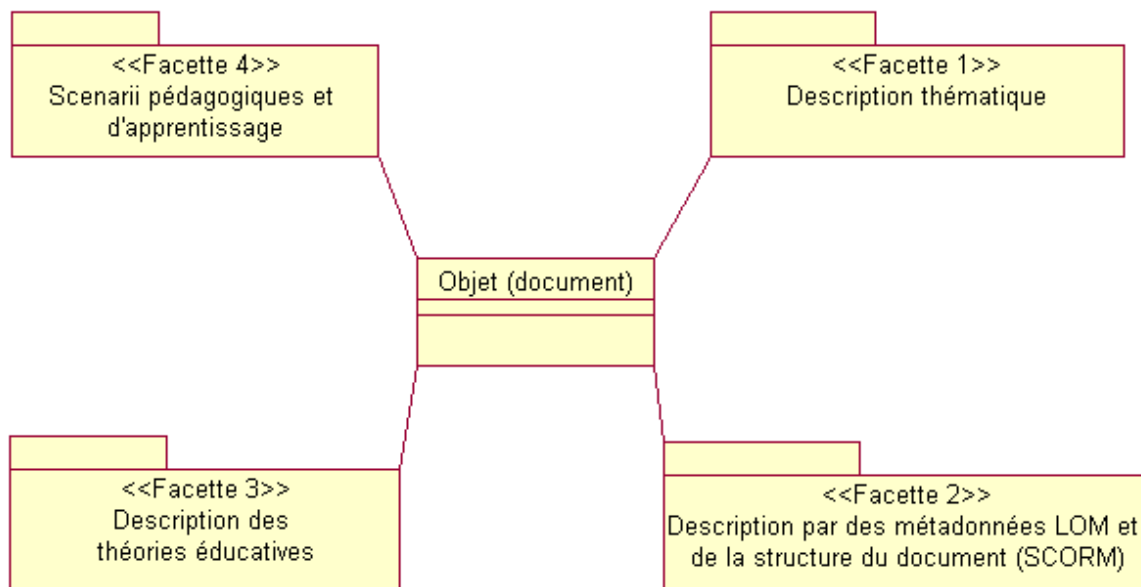 <<Facette 4>>
Scenarii pédagogiques et
d'apprentissage
<<Facette 1>>
Description thématique
Objet (document)
<<Facette 3>>
Description des
théories éducatives
<<Facette 2>>
Description par des métadonnées LOM et
de la structure du document (SCORM)